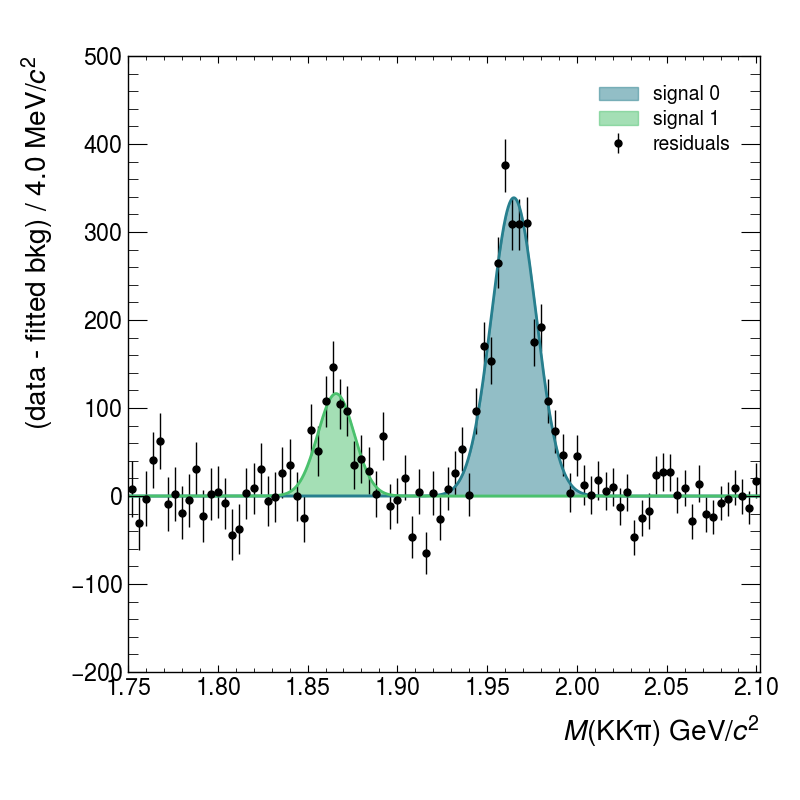 (data - fitted bkg) / 4.0 MeV/c²
500
400
300
200
100
0
−100
−200
signal 0
signal 1
residuals
1.75 1.80 1.85 1.90 1.95 2.00 2.05 2.10
M(KKπ) GeV/c²